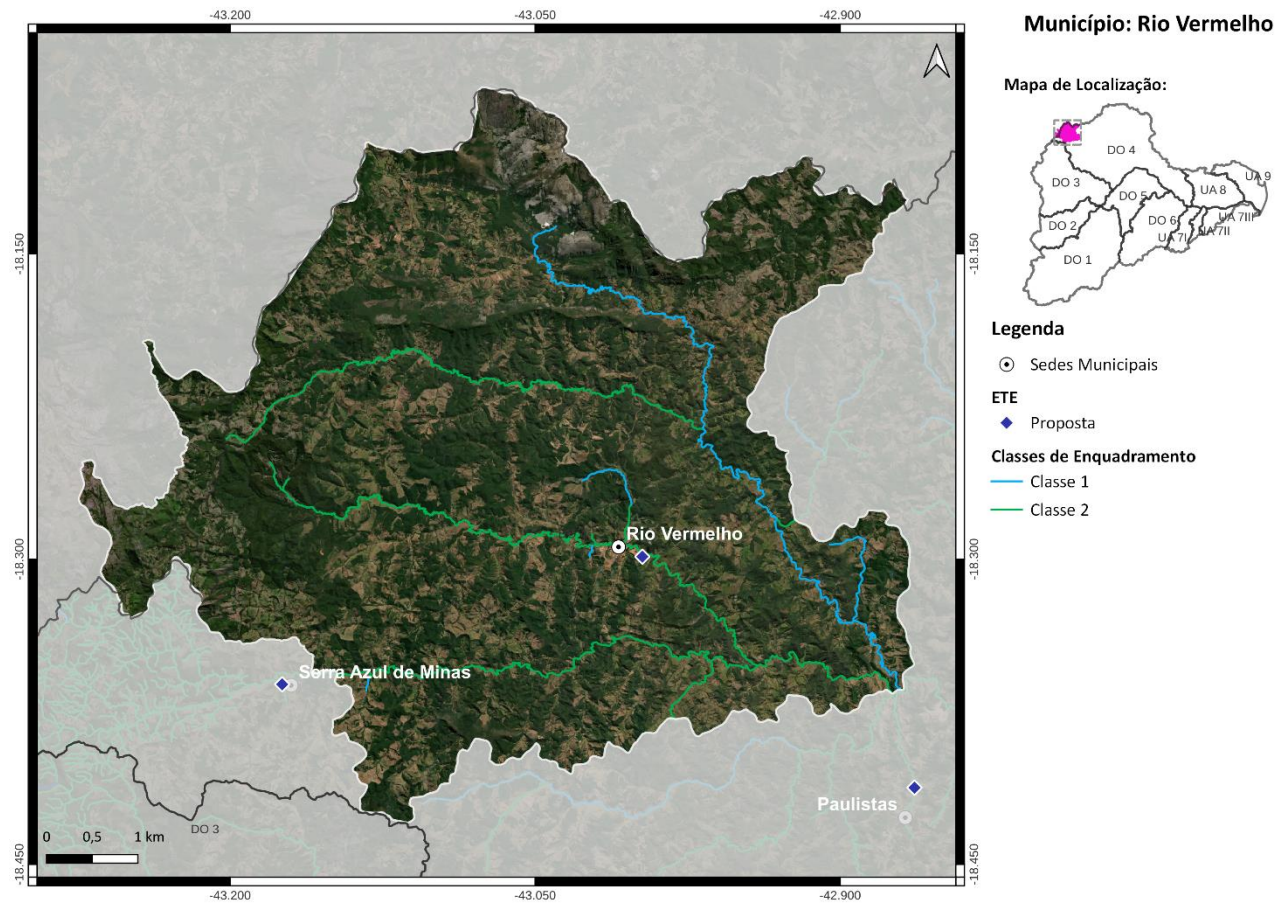 -43.200
-43.050
-42.900
Município: Rio Vermelho
Mapa de Localização:
DO 4
DO 3
DO 5
UA 8
UA 9
DO 2
DO 6
UA 7III
UA 7I
UA 7II
DO 1
-18.150
-18.150
Legenda
Sedes Municipais
ETE
Proposta
Classes de Enquadramento
Classe 1
Classe 2
Rio Vermelho
-18.300
-18.300
Serra Azul de Minas
Paulistas
DO 3
0 0,5 1 km
-18.450
-18.450
-43.200
-43.050
-42.900